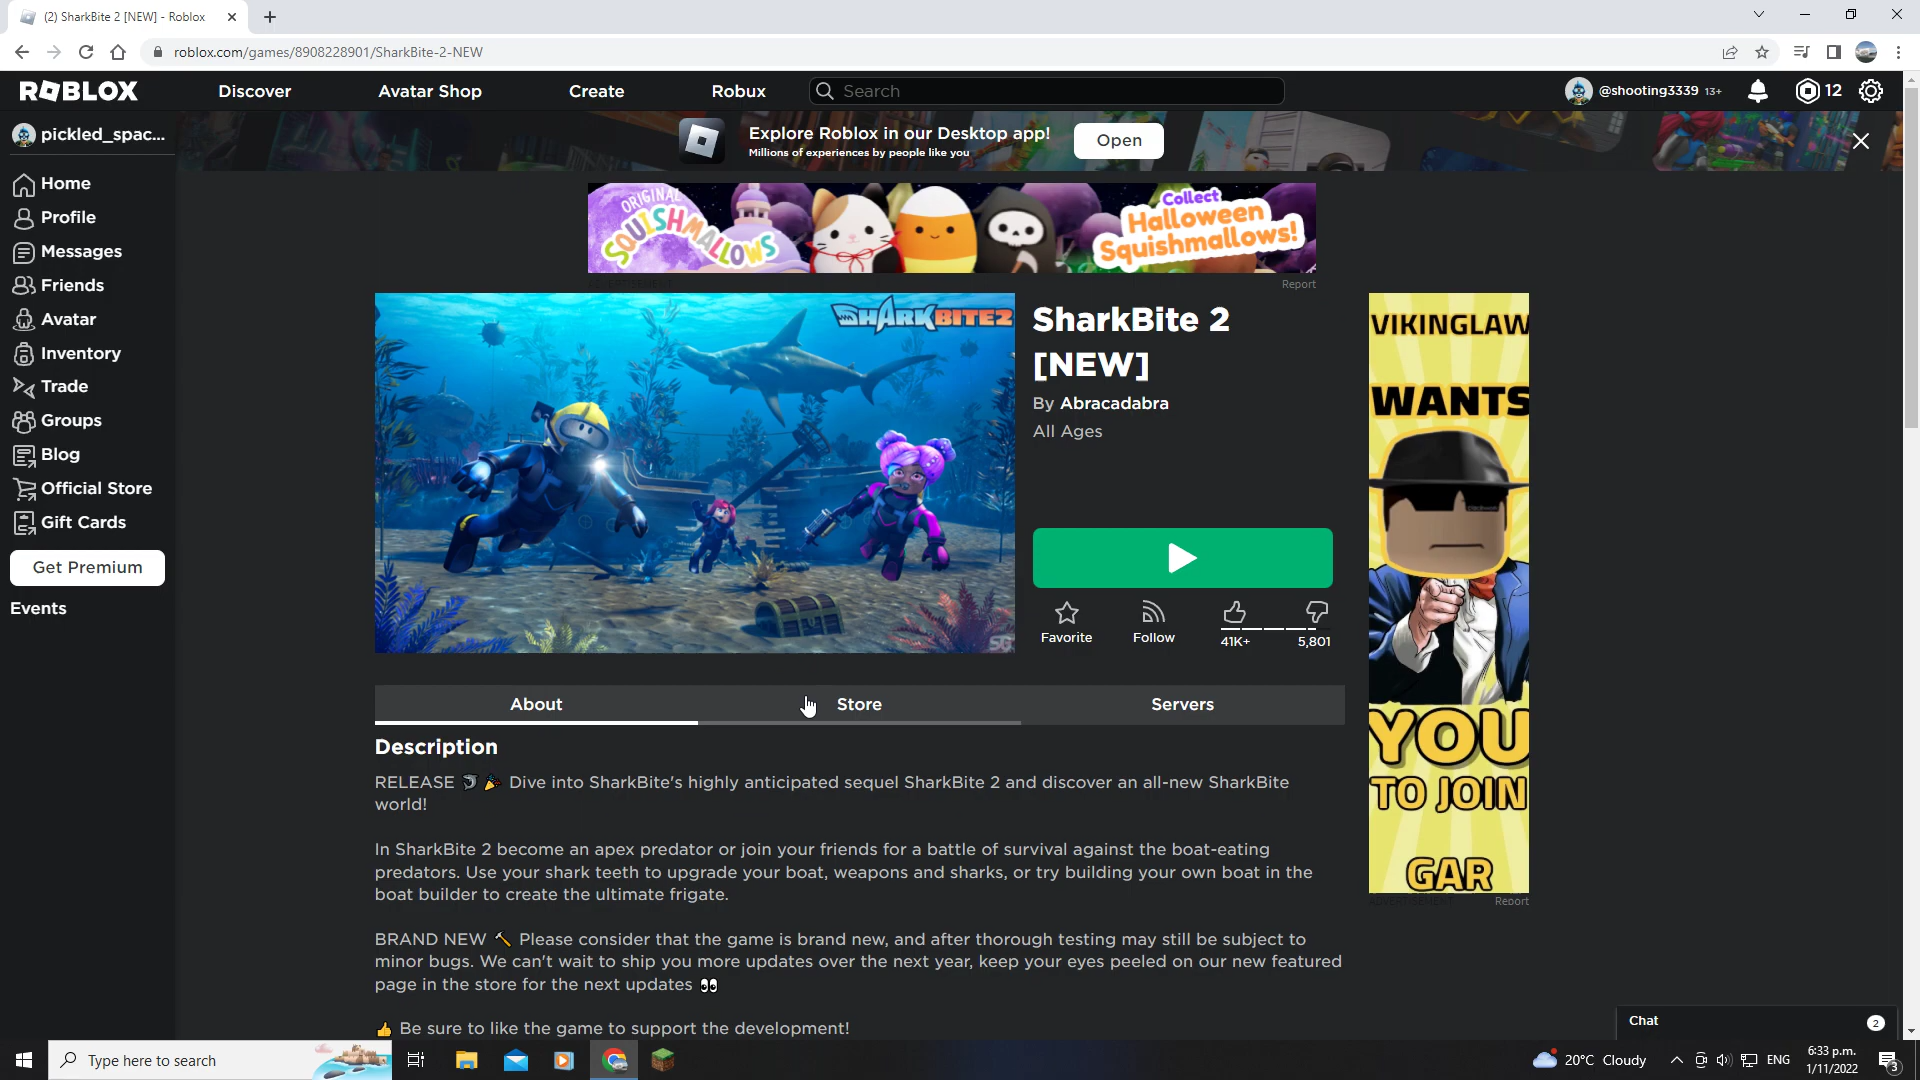 (2) SharkBite 2 [NEW] - Roblox
roblox.com/games/8908228901/SharkBite-2-NEW
ROBLOX
Discover
Avatar Shop
Create
Robux
Search
@shooting3339 13+
12
pickled_spac...
Explore Roblox in our Desktop app!
Millions of experiences by people like you
Open
Home
Profile
Messages
Friends
Avatar
Inventory
Trade
Groups
Blog
Official Store
Gift Cards
Get Premium
Events
ORIGINAL
SQUISHMALLOWS
Collect
Halloween
Squishmallows!
ADVERTISEMENT
Report
SHARKBITE2
SG
SharkBite 2
[NEW]
By Abracadabra
All Ages
Favorite
Follow
41K+
5,801
VIKINGLAW
WANTS
YOU
TO JOIN
GAR
ADVERTISEMENT
Report
About
Store
Servers
Description
RELEASE 🦈 🎉 Dive into SharkBite's highly anticipated sequel SharkBite 2 and discover an all-new SharkBite
world!
In SharkBite 2 become an apex predator or join your friends for a battle of survival against the boat-eating
predators. Use your shark teeth to upgrade your boat, weapons and sharks, or try building your own boat in the
boat builder to create the ultimate frigate.
BRAND NEW 🔨 Please consider that the game is brand new, and after thorough testing may still be subject to
minor bugs. We can't wait to ship you more updates over the next year, keep your eyes peeled on our new featured
page in the store for the next updates 👀
👍 Be sure to like the game to support the development!
Chat
2
Type here to search
20°C Cloudy
ENG
6:33 p.m.
1/11/2022
3